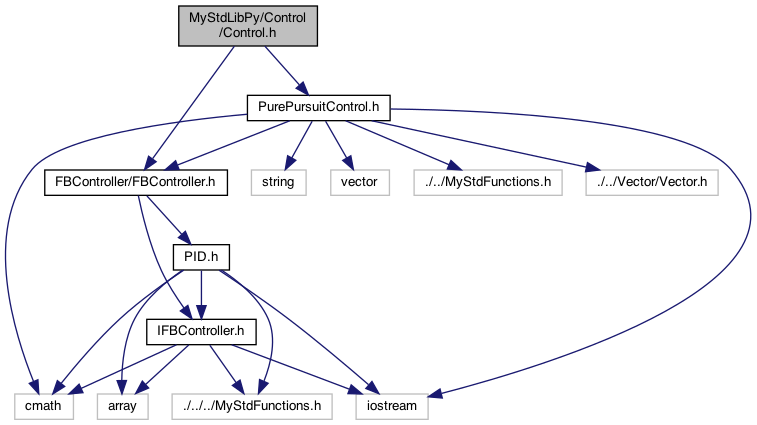 MyStdLibPy/Control
/Control.h
PurePursuitControl.h
FBController/FBController.h
string
vector
./../MyStdFunctions.h
./../Vector/Vector.h
PID.h
IFBController.h
cmath
array
./../../MyStdFunctions.h
iostream